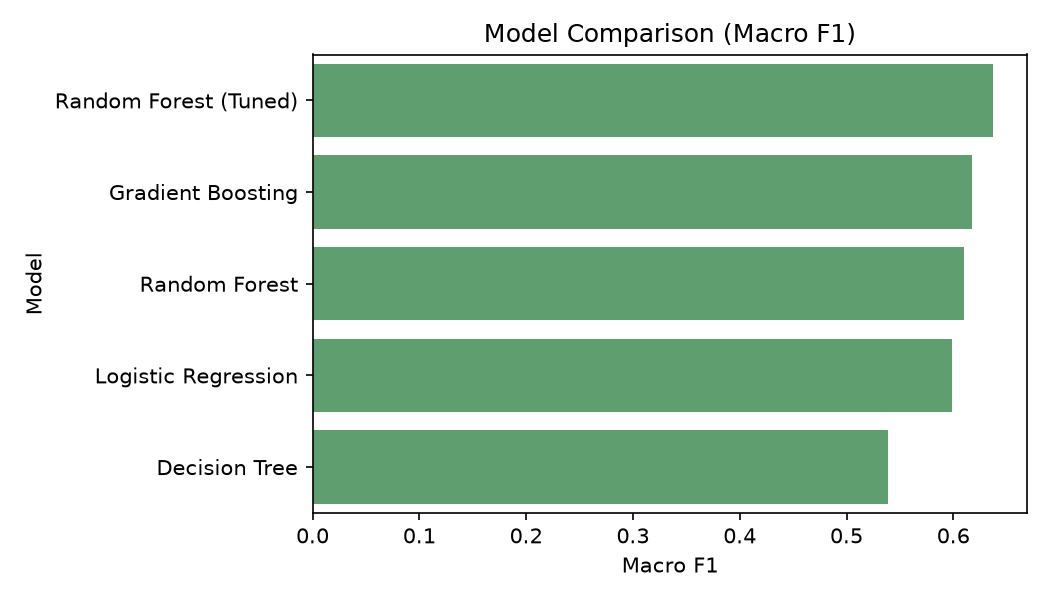 Model Comparison (Macro F1)
Model
Random Forest (Tuned)
Gradient Boosting
Random Forest
Logistic Regression
Decision Tree
0.0 0.1 0.2 0.3 0.4 0.5 0.6
Macro F1